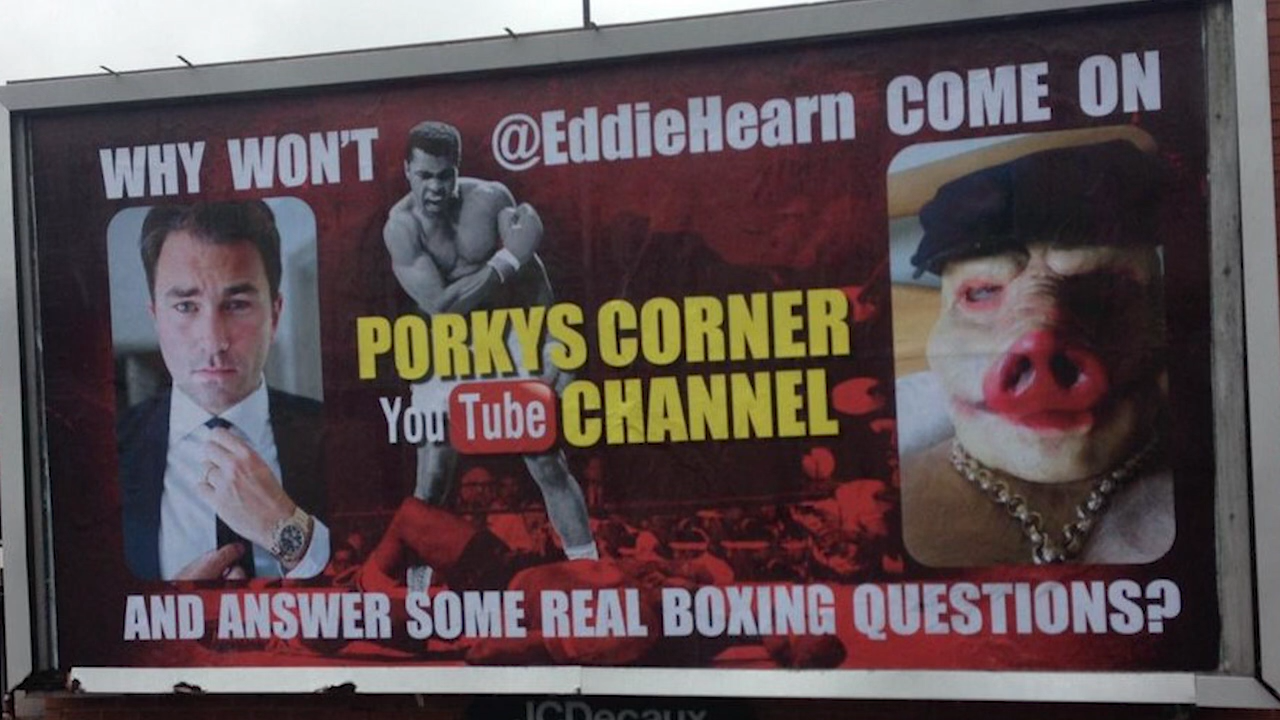 WHY WON'T @EddieHearn COME ON
PORKYS CORNER
YouTube CHANNEL
AND ANSWER SOME REAL BOXING QUESTIONS?
JCDecaux